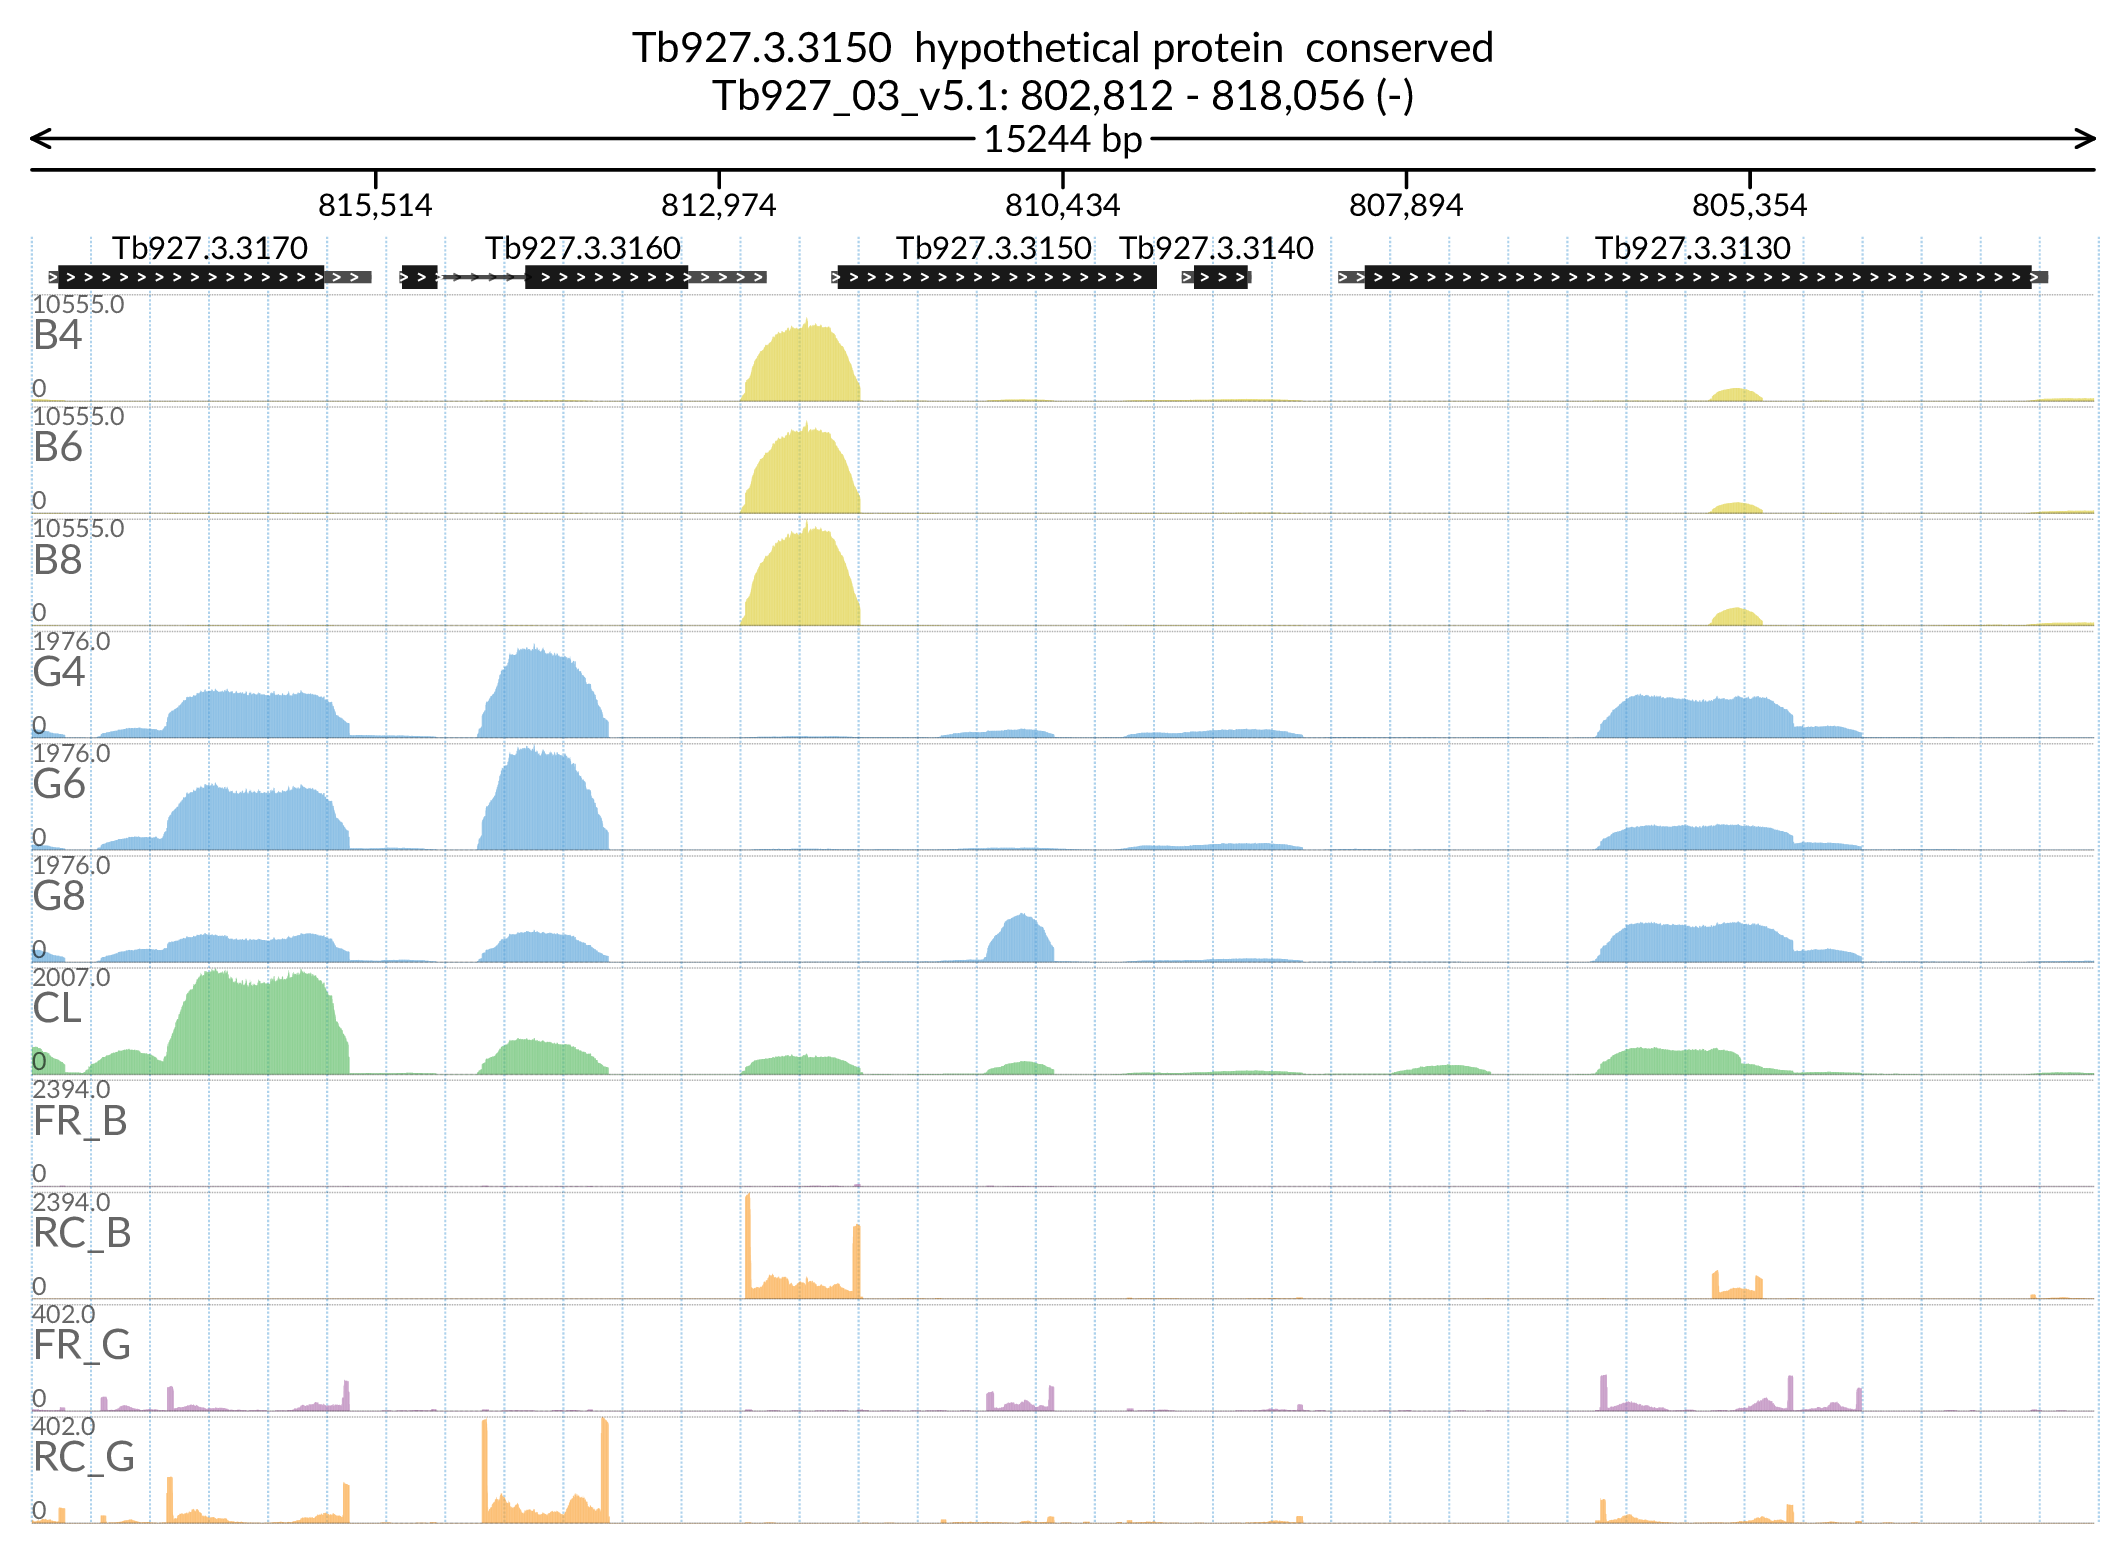 Tb927.3.3150  hypothetical protein  conserved
Tb927_03_v5.1: 802,812 - 818,056 (-)
15244 bp
815,514 812,974 810,434 807,894 805,354
Tb927.3.3170 Tb927.3.3160 Tb927.3.3150 Tb927.3.3140 Tb927.3.3130
10555.0
B4
0
10555.0
B6
0
10555.0
B8
0
1976.0
G4
0
1976.0
G6
0
1976.0
G8
0
2007.0
CL
0
2394.0
FR_B
0
2394.0
RC_B
0
402.0
FR_G
0
402.0
RC_G
0